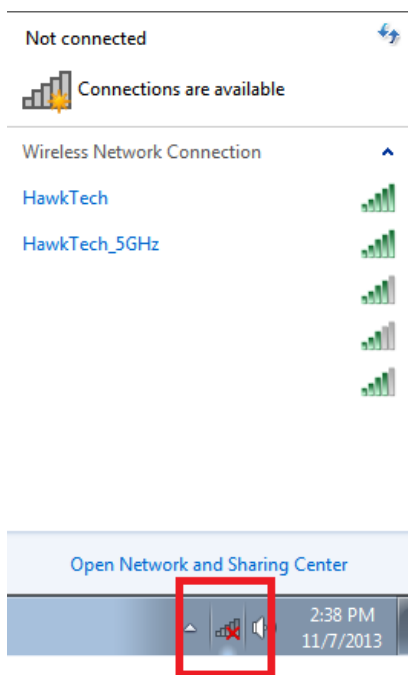 Not connected
Connections are available
Wireless Network Connection
HawkTech
HawkTech_5GHz
Open Network and Sharing Center
2:38 PM
11/7/2013